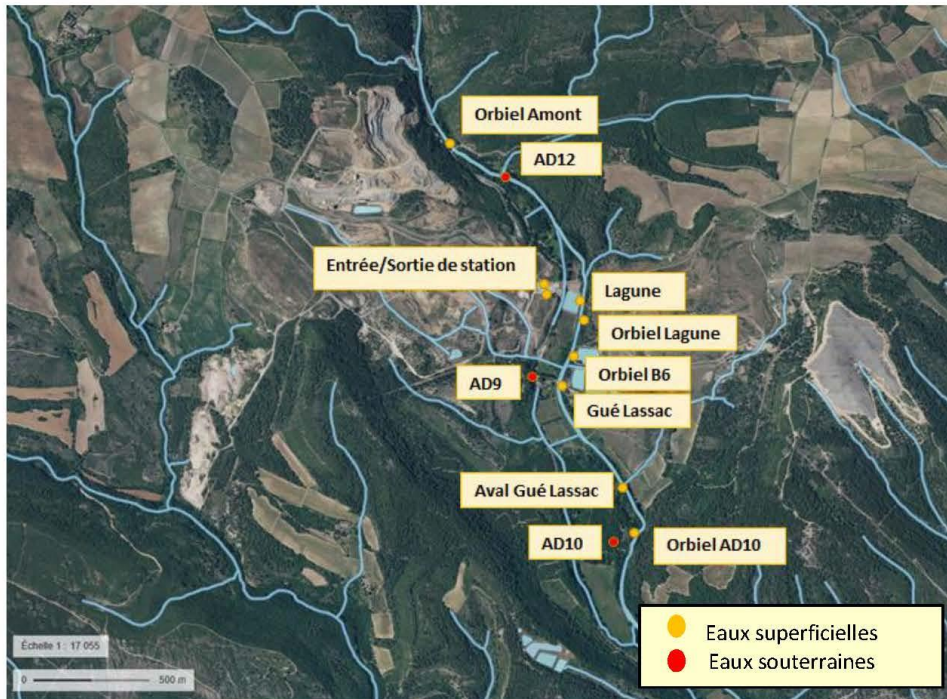 Orbiel Amont
AD12
Entrée/Sortie de station
Lagune
Orbiel Lagune
Orbiel B6
AD9
Gué Lassac
Aval Gué Lassac
AD10
Orbiel AD10
Eaux superficielles
Eaux souterraines
Échelle 1 : 17 055
0 500 m